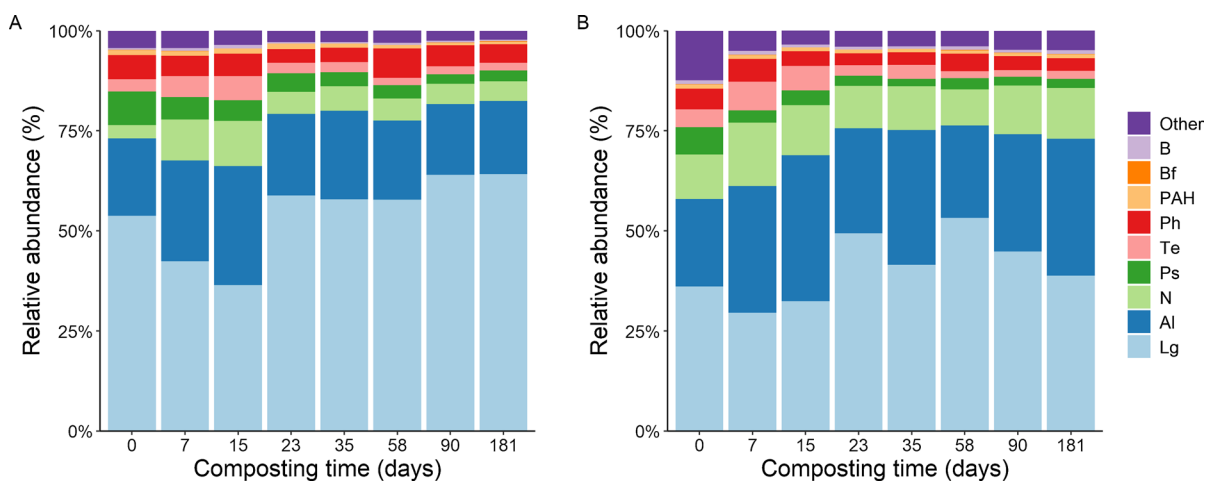 A
100%
75%
50%
25%
0%
Relative abundance (%)
0 7 15 23 35 58 90 181
Composting time (days)
B
100%
75%
50%
25%
0%
Relative abundance (%)
0 7 15 23 35 58 90 181
Composting time (days)
Other
B
Bf
PAH
Ph
Te
Ps
N
Al
Lg